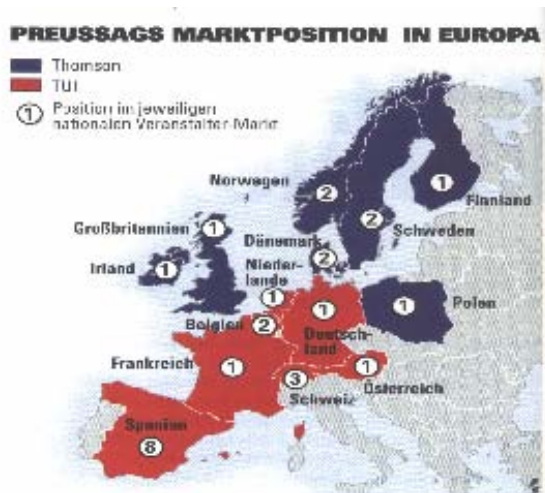 PREUSSAGS MARKTPOSITION IN EUROPA
Thomson
TUI
1 Position im jeweiligen
nationalen Veranstalter-Markt
Norwegen
2
1
Finnland
2
Schweden
Großbritannien
1
Dänemark
2
Irland
1
Nieder-
lande
1
1
1
Polen
Belgien
2
Deutsch-
land
Frankreich
1
3
Schweiz
1
Österreich
Spanien
8